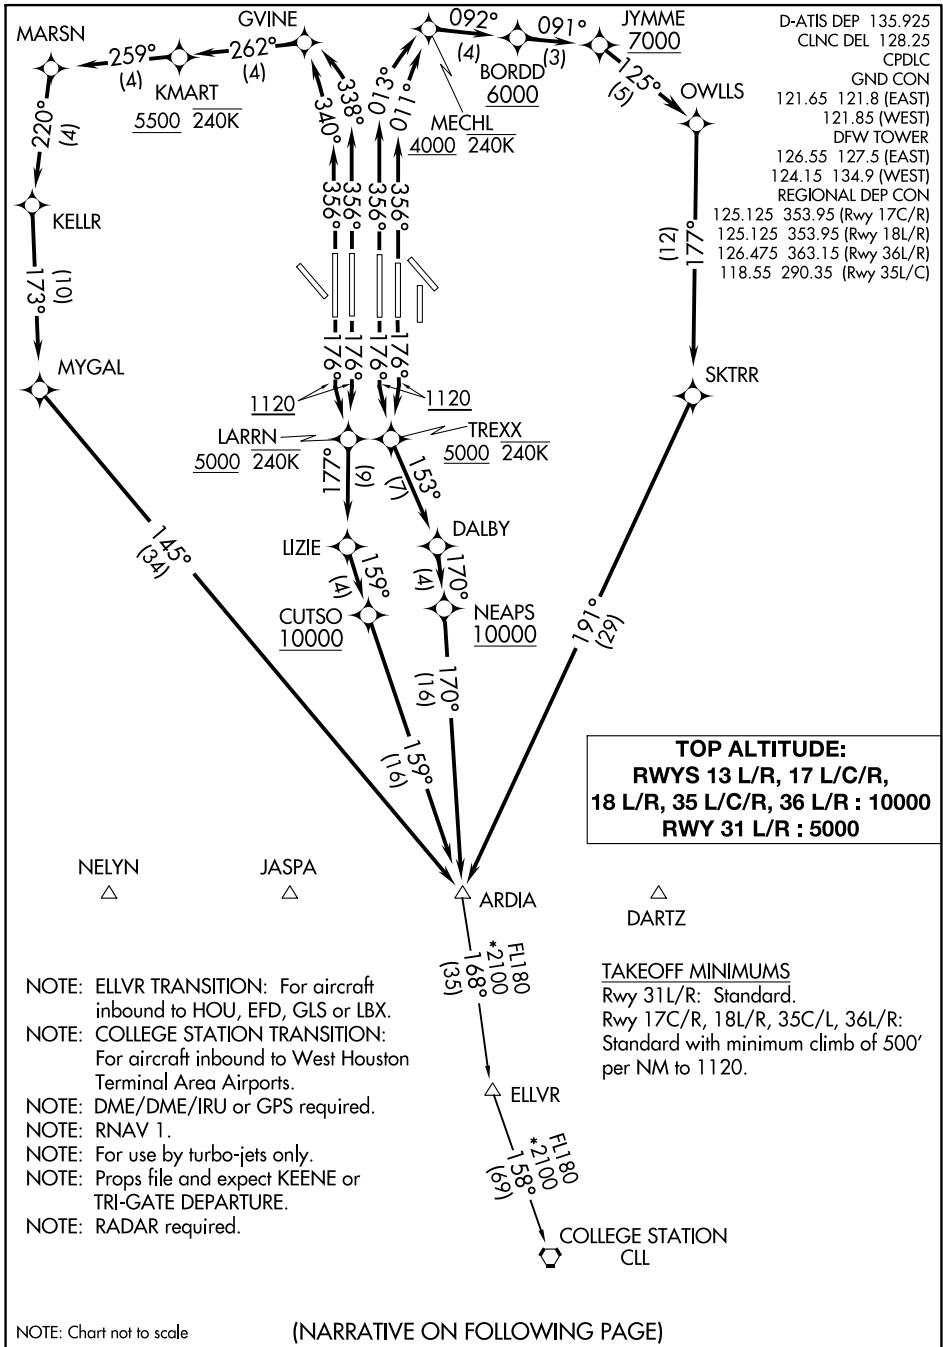 MARSN
GVINE
259°
(4)
262°
(4)
KMART
5500 240K
220°
(4)
KELLR
173°
(10)
MYGAL
340°
338°
013°
011°
356°
356°
356°
356°
092°
(4)
091°
(3)
BORDD
6000
MECHL
4000 240K
JYMME
7000
125°
(5)
OWLLS
177°
(12)
SKTRR
D-ATIS DEP 135.925
CLNC DEL 128.25
CPDLC
GND CON
121.65 121.8 (EAST)
121.85 (WEST)
DFW TOWER
126.55 127.5 (EAST)
124.15 134.9 (WEST)
REGIONAL DEP CON
125.125 353.95 (Rwy 17C/R)
125.125 353.95 (Rwy 18L/R)
126.475 363.15 (Rwy 36L/R)
118.55 290.35 (Rwy 35L/C)
176°
176°
176°
176°
1120
1120
LARRN
5000 240K
TREXX
5000 240K
177°
(6)
153°
(7)
LIZIE
DALBY
159°
(4)
170°
(4)
CUTSO
10000
NEAPS
10000
145°
(34)
159°
(16)
170°
(16)
191°
(29)
TOP ALTITUDE:
RWYS 13 L/R, 17 L/C/R,
18 L/R, 35 L/C/R, 36 L/R : 10000
RWY 31 L/R : 5000
NELYN
JASPA
ARDIA
DARTZ
FL180
*2100
168°
(35)
ELLVR
FL180
*2100
158°
(69)
COLLEGE STATION
CLL
NOTE: ELLVR TRANSITION: For aircraft
inbound to HOU, EFD, GLS or LBX.
NOTE: COLLEGE STATION TRANSITION:
For aircraft inbound to West Houston
Terminal Area Airports.
NOTE: DME/DME/IRU or GPS required.
NOTE: RNAV 1.
NOTE: For use by turbo-jets only.
NOTE: Props file and expect KEENE or
TRI-GATE DEPARTURE.
NOTE: RADAR required.
TAKEOFF MINIMUMS
Rwy 31L/R: Standard.
Rwy 17C/R, 18L/R, 35C/L, 36L/R:
Standard with minimum climb of 500'
per NM to 1120.
NOTE: Chart not to scale
(NARRATIVE ON FOLLOWING PAGE)